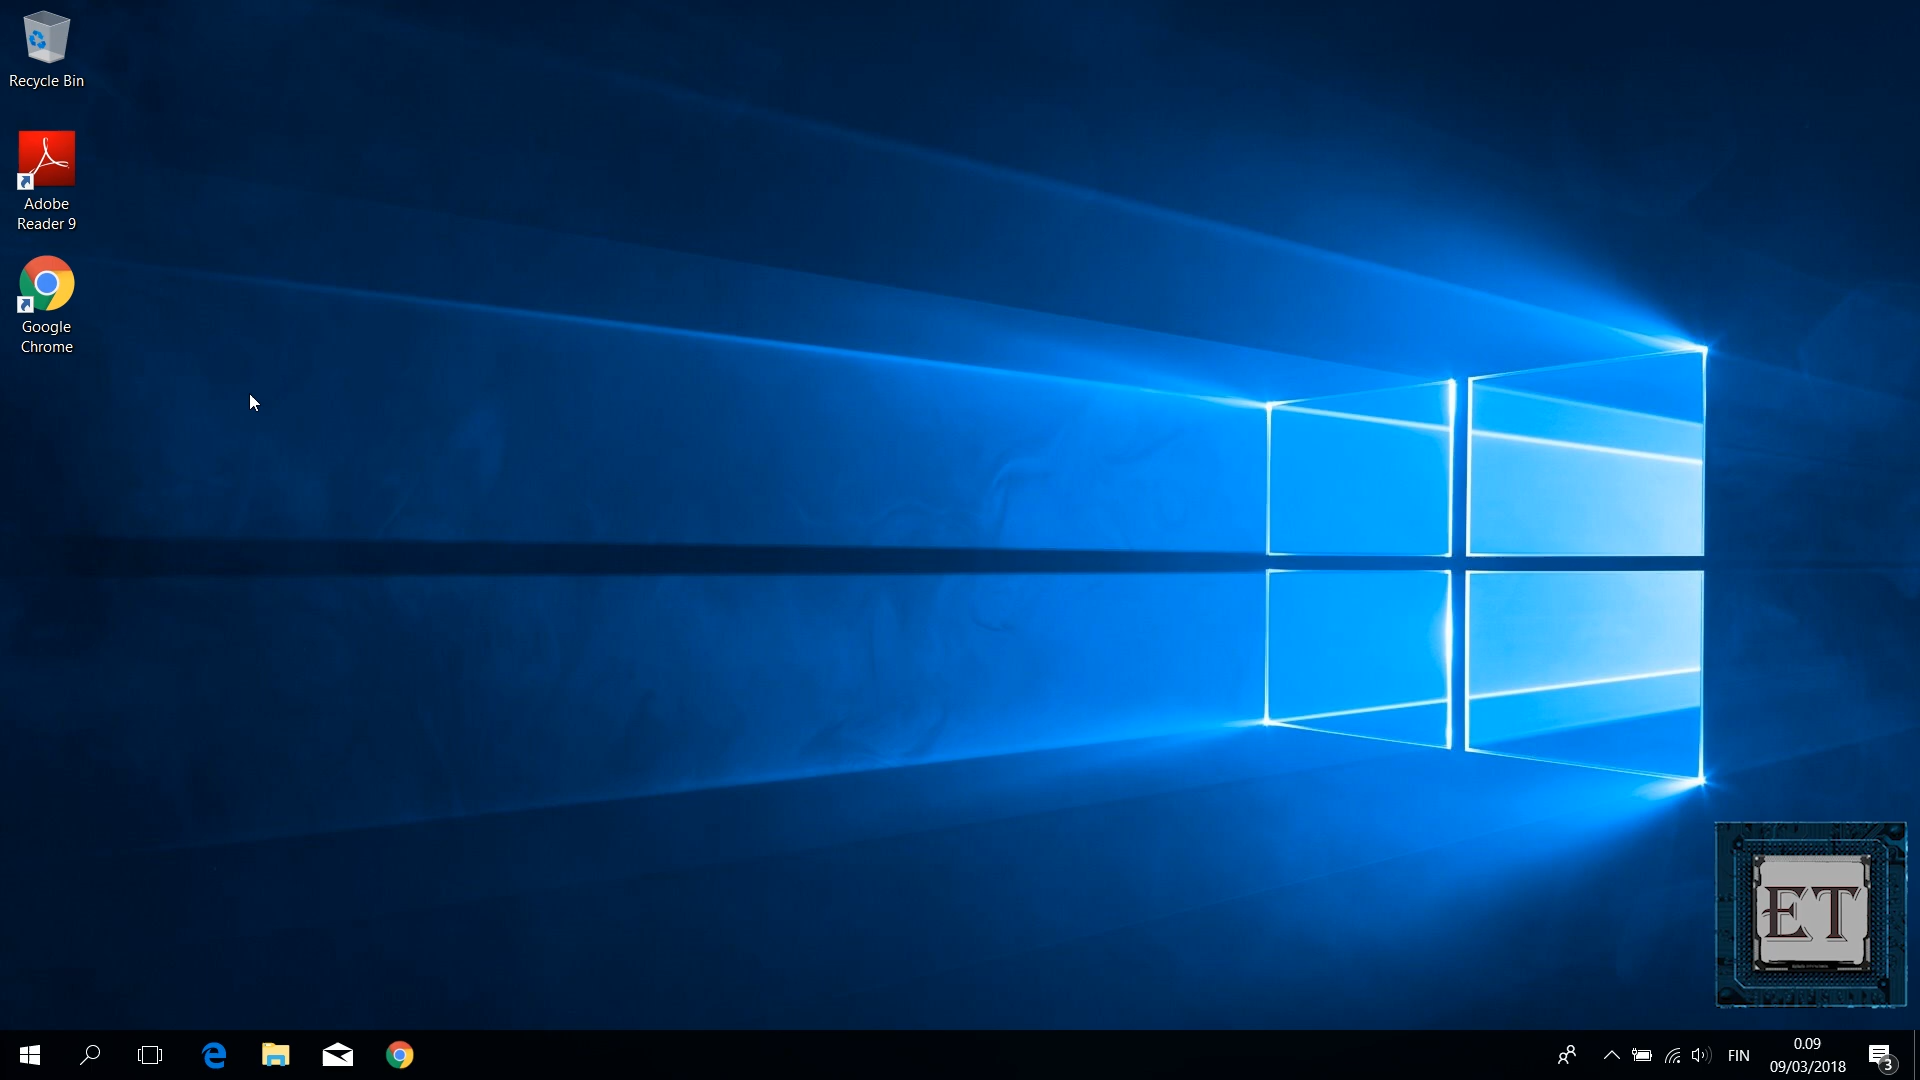 Recycle Bin
Adobe
Reader 9
Google
Chrome
ET
FIN
0.09
09/03/2018
3